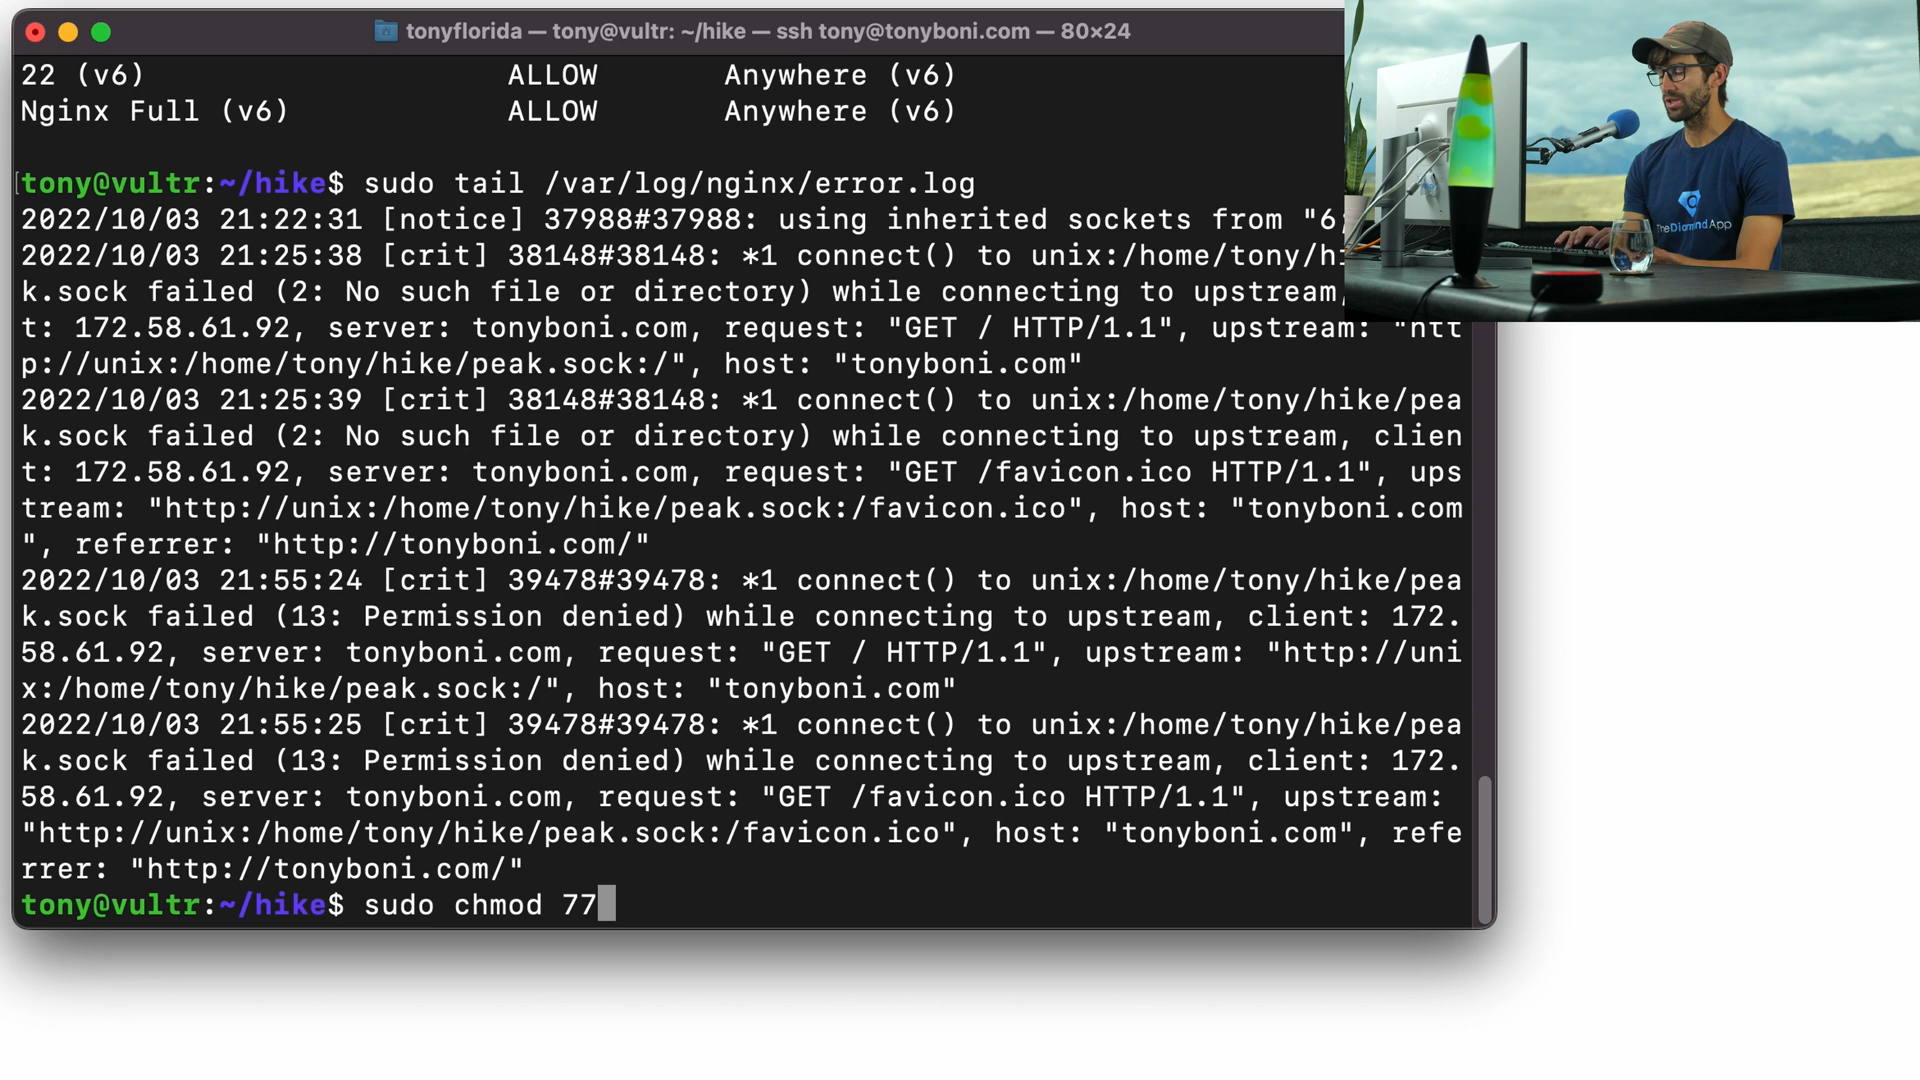 tonyflorida — tony@vultr: ~/hike — ssh tony@tonyboni.com — 80×24
22 (v6) ALLOW Anywhere (v6)
Nginx Full (v6) ALLOW Anywhere (v6)
[tony@vultr:~/hike$ sudo tail /var/log/nginx/error.log
2022/10/03 21:22:31 [notice] 37988#37988: using inherited sockets from "6;
2022/10/03 21:25:38 [crit] 38148#38148: *1 connect() to unix:/home/tony/hi
k.sock failed (2: No such file or directory) while connecting to upstream,
t: 172.58.61.92, server: tonyboni.com, request: "GET / HTTP/1.1", upstream: "htt
p://unix:/home/tony/hike/peak.sock:/", host: "tonyboni.com"
2022/10/03 21:25:39 [crit] 38148#38148: *1 connect() to unix:/home/tony/hike/pea
k.sock failed (2: No such file or directory) while connecting to upstream, clien
t: 172.58.61.92, server: tonyboni.com, request: "GET /favicon.ico HTTP/1.1", ups
tream: "http://unix:/home/tony/hike/peak.sock:/favicon.ico", host: "tonyboni.com
", referrer: "http://tonyboni.com/"
2022/10/03 21:55:24 [crit] 39478#39478: *1 connect() to unix:/home/tony/hike/pea
k.sock failed (13: Permission denied) while connecting to upstream, client: 172.
58.61.92, server: tonyboni.com, request: "GET / HTTP/1.1", upstream: "http://uni
x:/home/tony/hike/peak.sock:/", host: "tonyboni.com"
2022/10/03 21:55:25 [crit] 39478#39478: *1 connect() to unix:/home/tony/hike/pea
k.sock failed (13: Permission denied) while connecting to upstream, client: 172.
58.61.92, server: tonyboni.com, request: "GET /favicon.ico HTTP/1.1", upstream:
"http://unix:/home/tony/hike/peak.sock:/favicon.ico", host: "tonyboni.com", refe
rrer: "http://tonyboni.com/"
tony@vultr:~/hike$ sudo chmod 77
TheDiamondApp